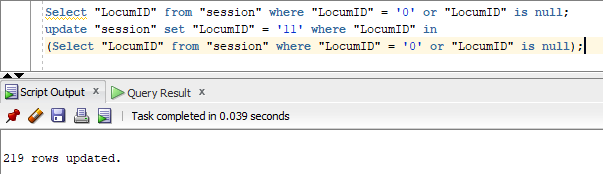 Select "LocumID" from "session" where "LocumID" = '0' or "LocumID" is null;
update "session" set "LocumID" = '11' where "LocumID" in
(Select "LocumID" from "session" where "LocumID" = '0' or "LocumID" is null);
Script Output x Query Result x
Task completed in 0.039 seconds
219 rows updated.